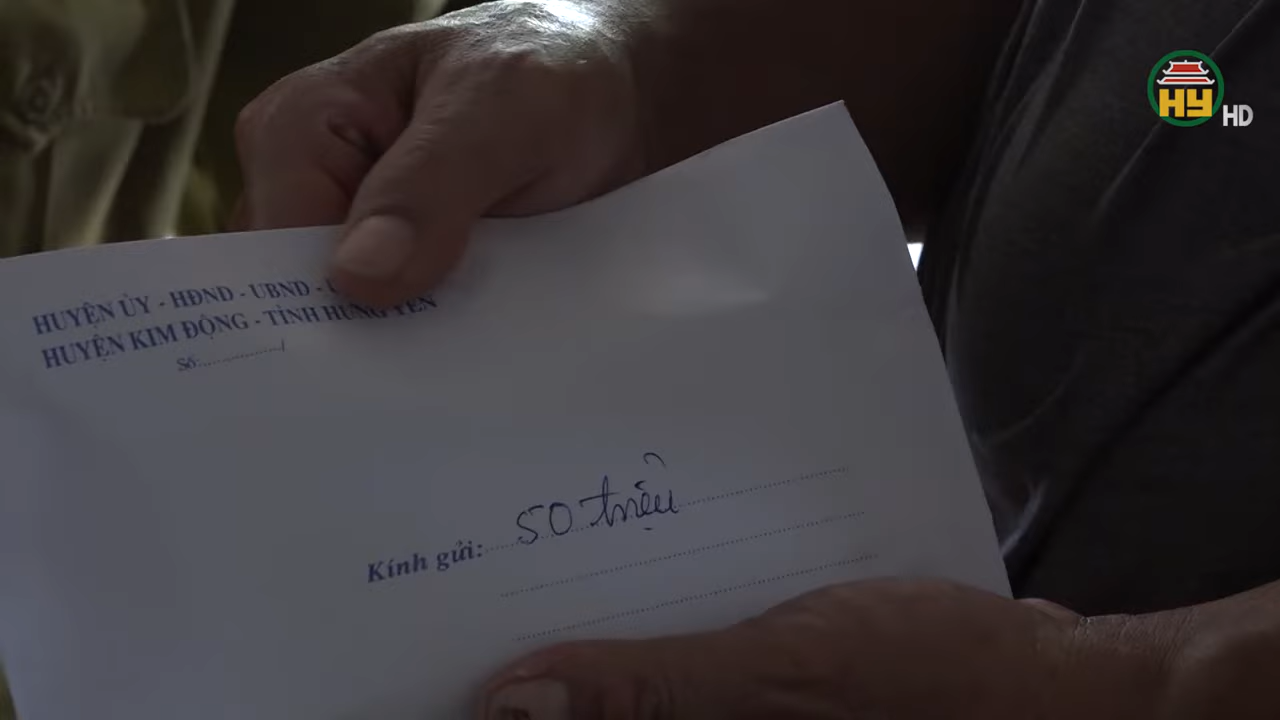 HY
HD
HUYỆN ỦY - HĐND - UBND -
HUYỆN KIM ĐỘNG - TỈNH HƯNG YÊN
Số:............../
Kính gửi: 50 triệu